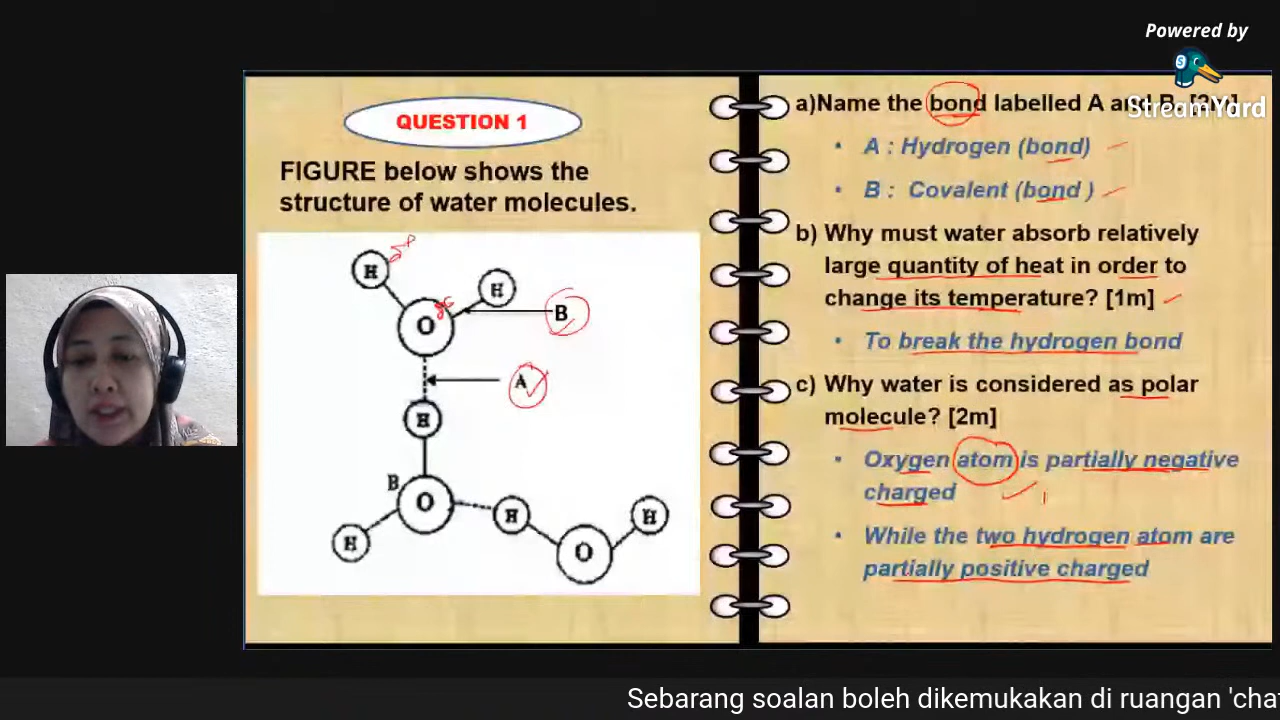 Powered by
StreamYard
QUESTION 1
FIGURE below shows the
structure of water molecules.
H
H
O
B
A
H
B
O
H
H
O
H
a)Name the bond labelled A and B. [2m]
• A : Hydrogen (bond)
• B : Covalent (bond )
b) Why must water absorb relatively
large quantity of heat in order to
change its temperature? [1m]
• To break the hydrogen bond
c) Why water is considered as polar
molecule? [2m]
• Oxygen atom is partially negative
charged
• While the two hydrogen atom are
partially positive charged
Sebarang soalan boleh dikemukakan di ruangan 'cha